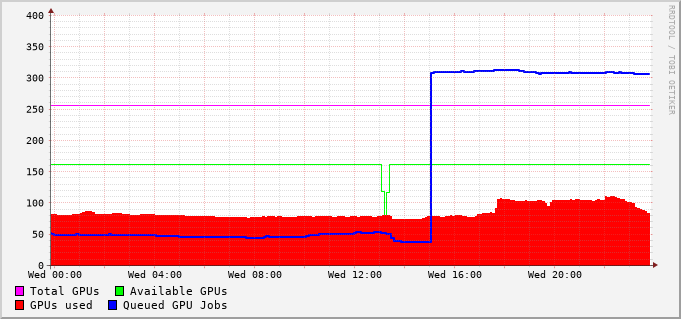 400
350
300
250
200
150
100
50
0
Wed 00:00 Wed 04:00 Wed 08:00 Wed 12:00 Wed 16:00 Wed 20:00
Total GPUs Available GPUs
GPUs used Queued GPU Jobs
RRDTOOL / TOBI OETIKER